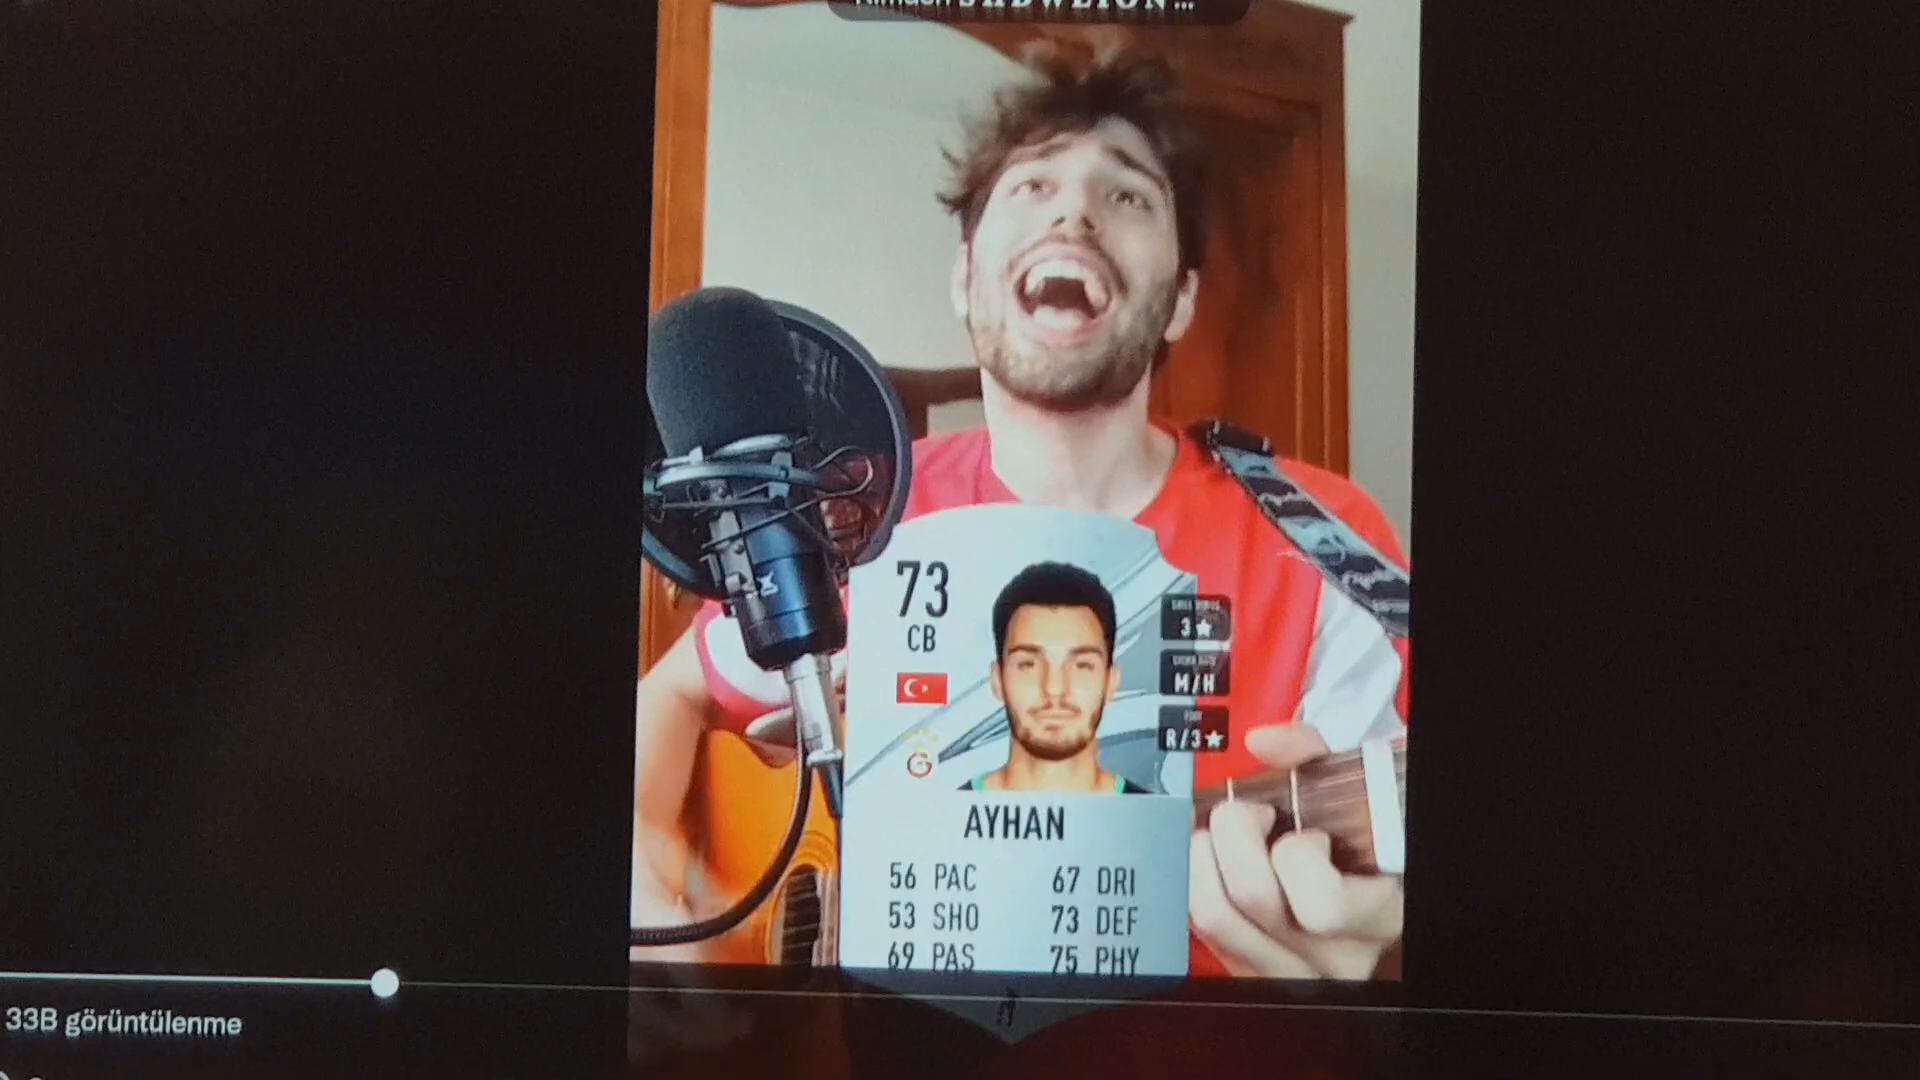 73
CB
3★
M/H
R/3★
AYHAN
56 PAC
67 DRI
53 SHO
73 DEF
69 PAS
75 PHY
33B görüntülenme